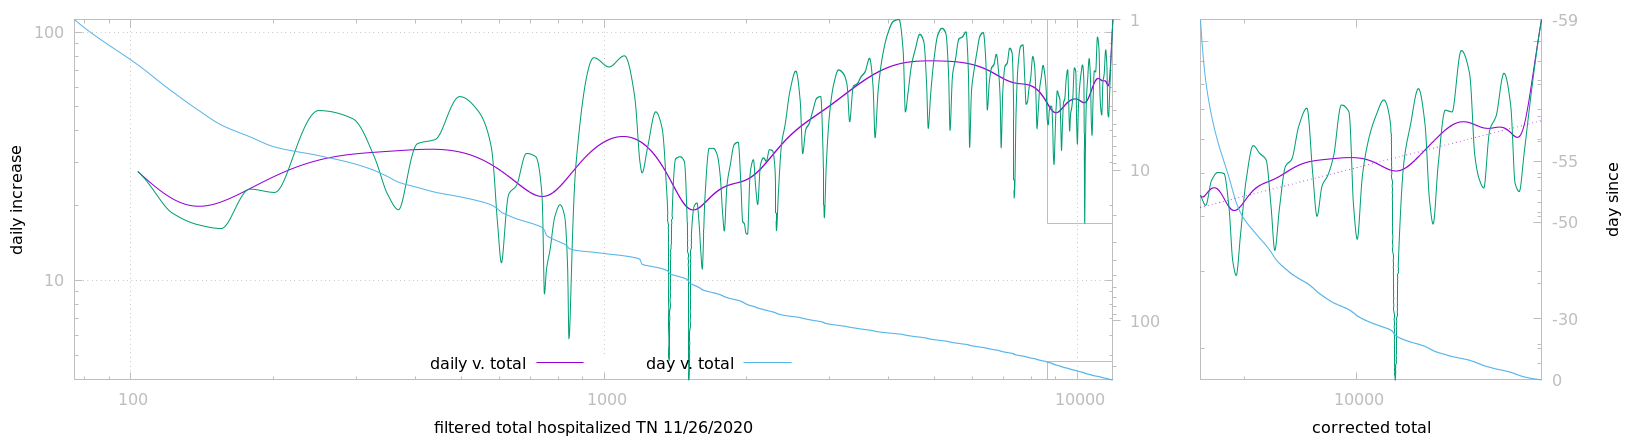 100
10
daily increase
1
10
100
daily v. total
day v. total
100
1000
10000
filtered total hospitalized TN 11/26/2020
-59
-55
-50
-30
0
day since
10000
corrected total